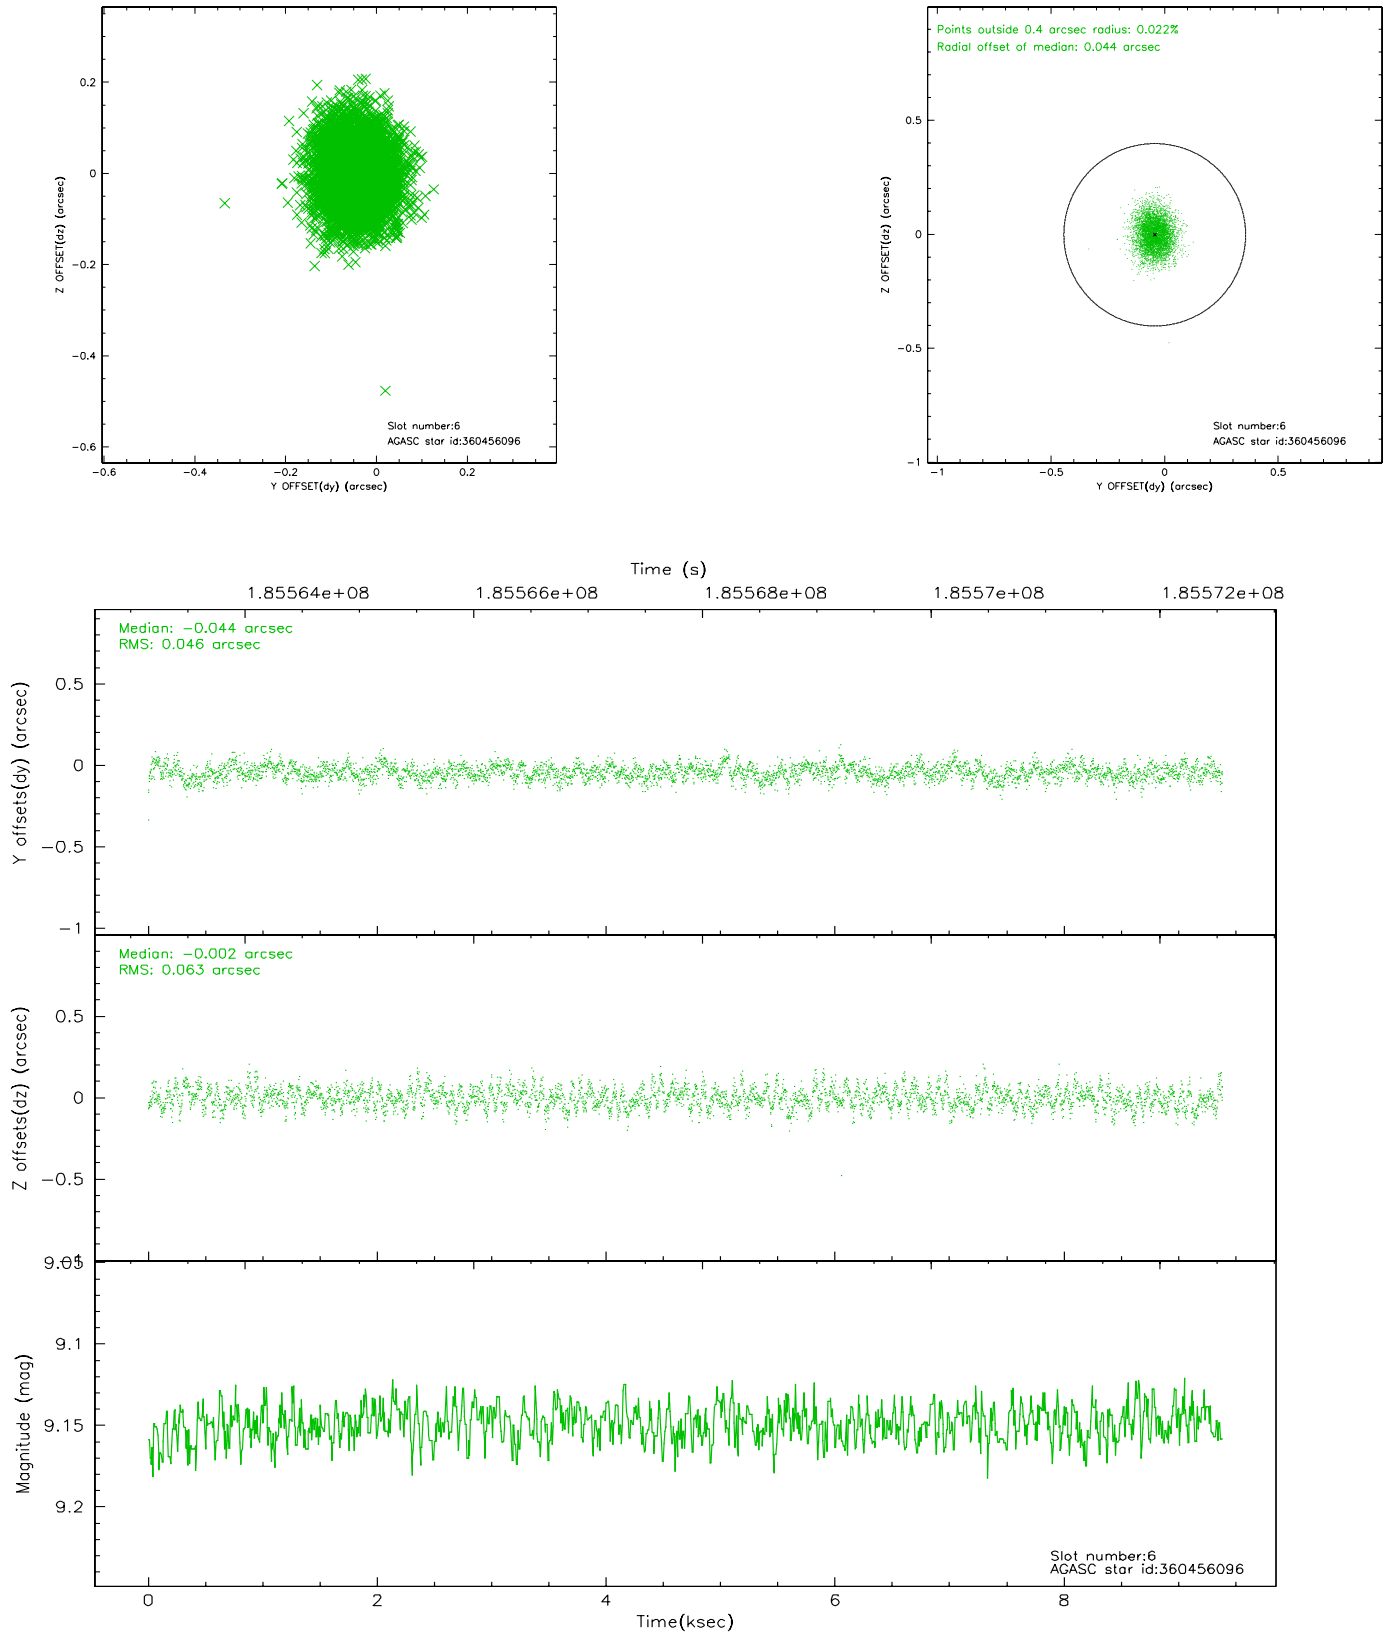 0.2
0
-0.2
-0.4
-0.6
-0.6
-0.4
-0.2
0
0.2
Z OFFSET(dz) (arcsec)
Y OFFSET(dy) (arcsec)
Slot number:6
AGASC star id:360456096
Points outside 0.4 arcsec radius: 0.022%
Radial offset of median: 0.044 arcsec
0.5
0
-0.5
-1
-1
-0.5
0
0.5
Z OFFSET(dz) (arcsec)
Y OFFSET(dy) (arcsec)
Slot number:6
AGASC star id:360456096
Time (s)
1.85564e+08
1.85566e+08
1.85568e+08
1.8557e+08
1.85572e+08
Median: -0.044 arcsec
RMS: 0.046 arcsec
0.5
0
-0.5
-1
Y offsets(dy) (arcsec)
Median: -0.002 arcsec
RMS: 0.063 arcsec
0.5
0
-0.5
Z offsets(dz) (arcsec)
9.05
9.1
9.15
9.2
Magnitude (mag)
Slot number:6
AGASC star id:360456096
0
2
4
6
8
Time(ksec)